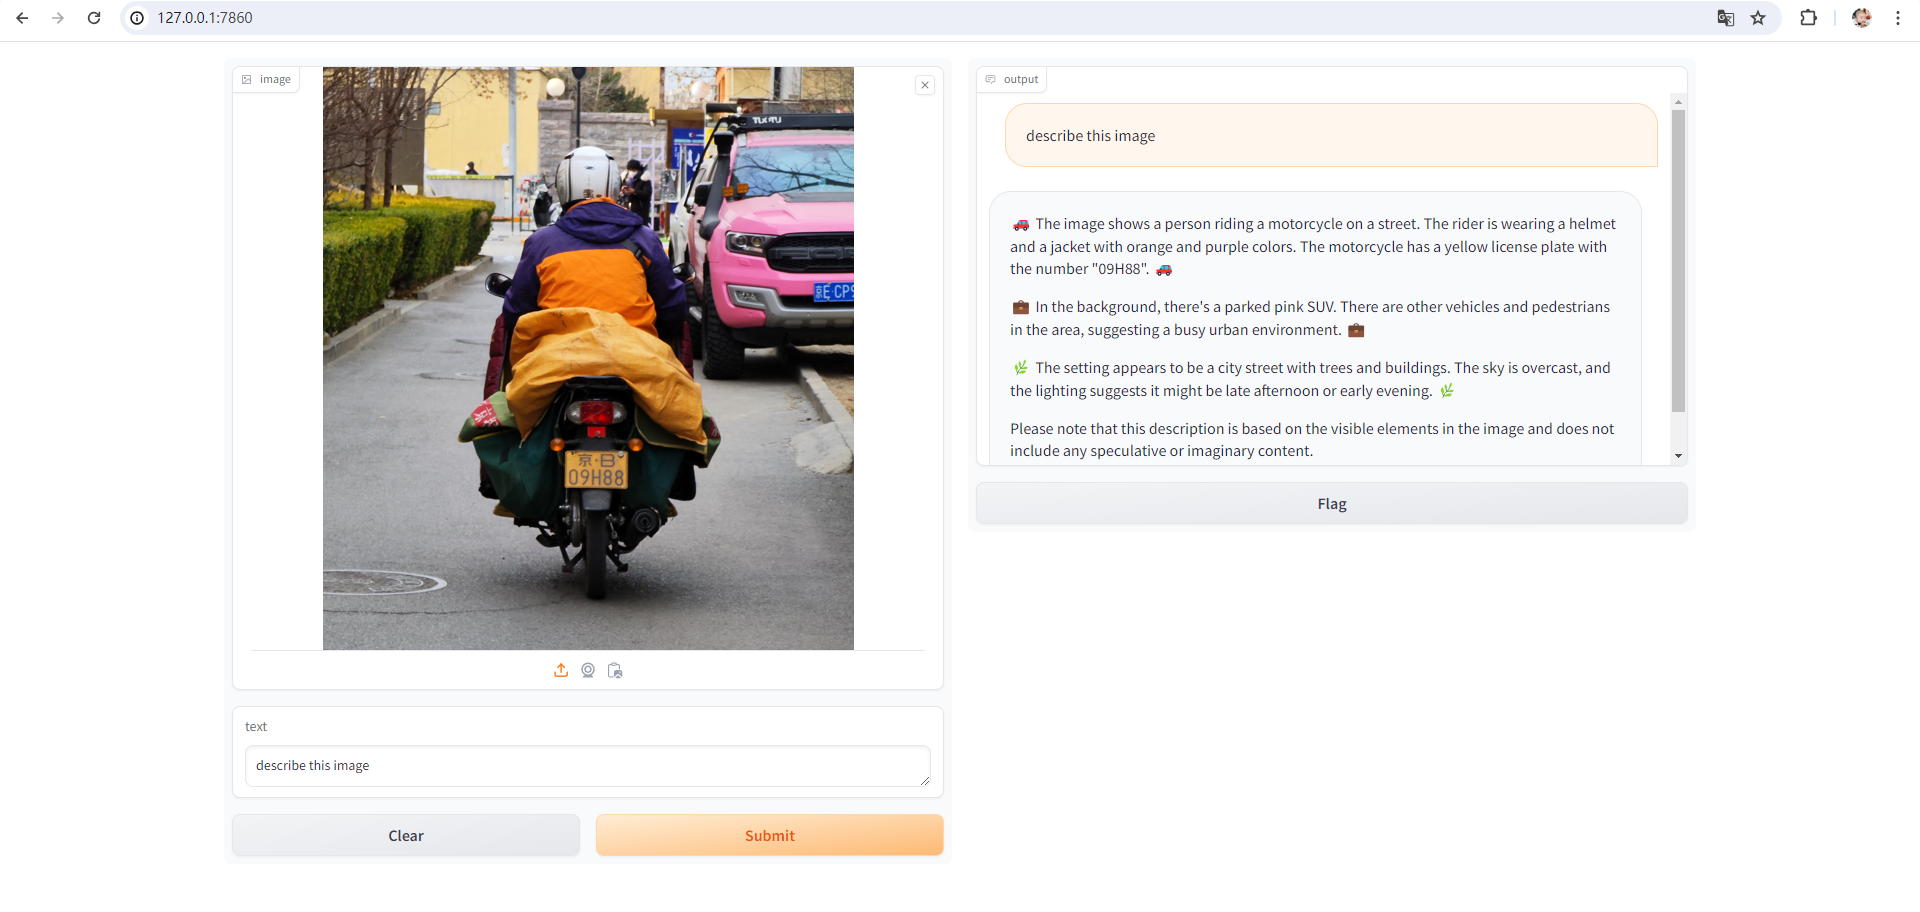 127.0.0.1:7860
image
京E·CP9
京·B
09H88
text
describe this image
Clear
Submit
output
describe this image
🚗 The image shows a person riding a motorcycle on a street. The rider is wearing a helmet
and a jacket with orange and purple colors. The motorcycle has a yellow license plate with
the number "09H88". 🚗
💼 In the background, there's a parked pink SUV. There are other vehicles and pedestrians
in the area, suggesting a busy urban environment. 💼
🌿 The setting appears to be a city street with trees and buildings. The sky is overcast, and
the lighting suggests it might be late afternoon or early evening. 🌿
Please note that this description is based on the visible elements in the image and does not
include any speculative or imaginary content.
Flag